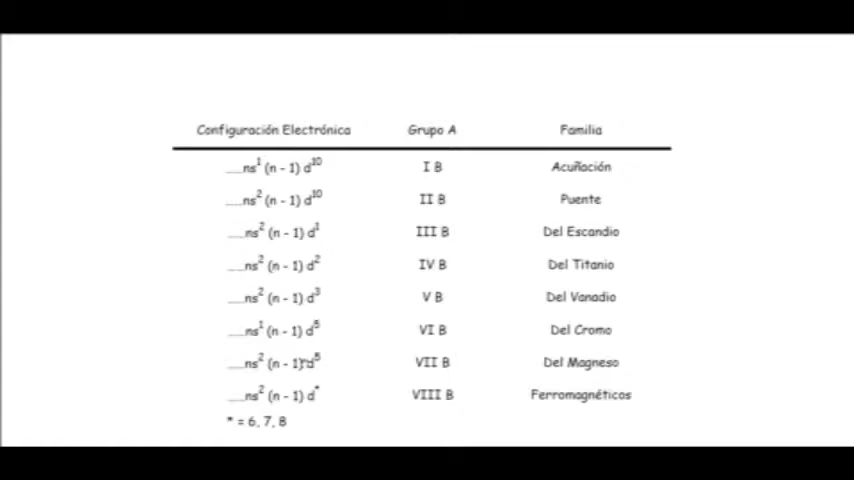 Configuración Electrónica Grupo A Familia
__ns¹ (n - 1) d¹⁰ I B Acuñación
__ns² (n - 1) d¹⁰ II B Puente
__ns² (n - 1) d¹ III B Del Escandio
__ns² (n - 1) d² IV B Del Titanio
__ns² (n - 1) d³ V B Del Vanadio
__ns¹ (n - 1) d⁵ VI B Del Cromo
__ns² (n - 1) d⁵ VII B Del Magneso
__ns² (n - 1) d* VIII B Ferromagnéticos
* = 6, 7, 8